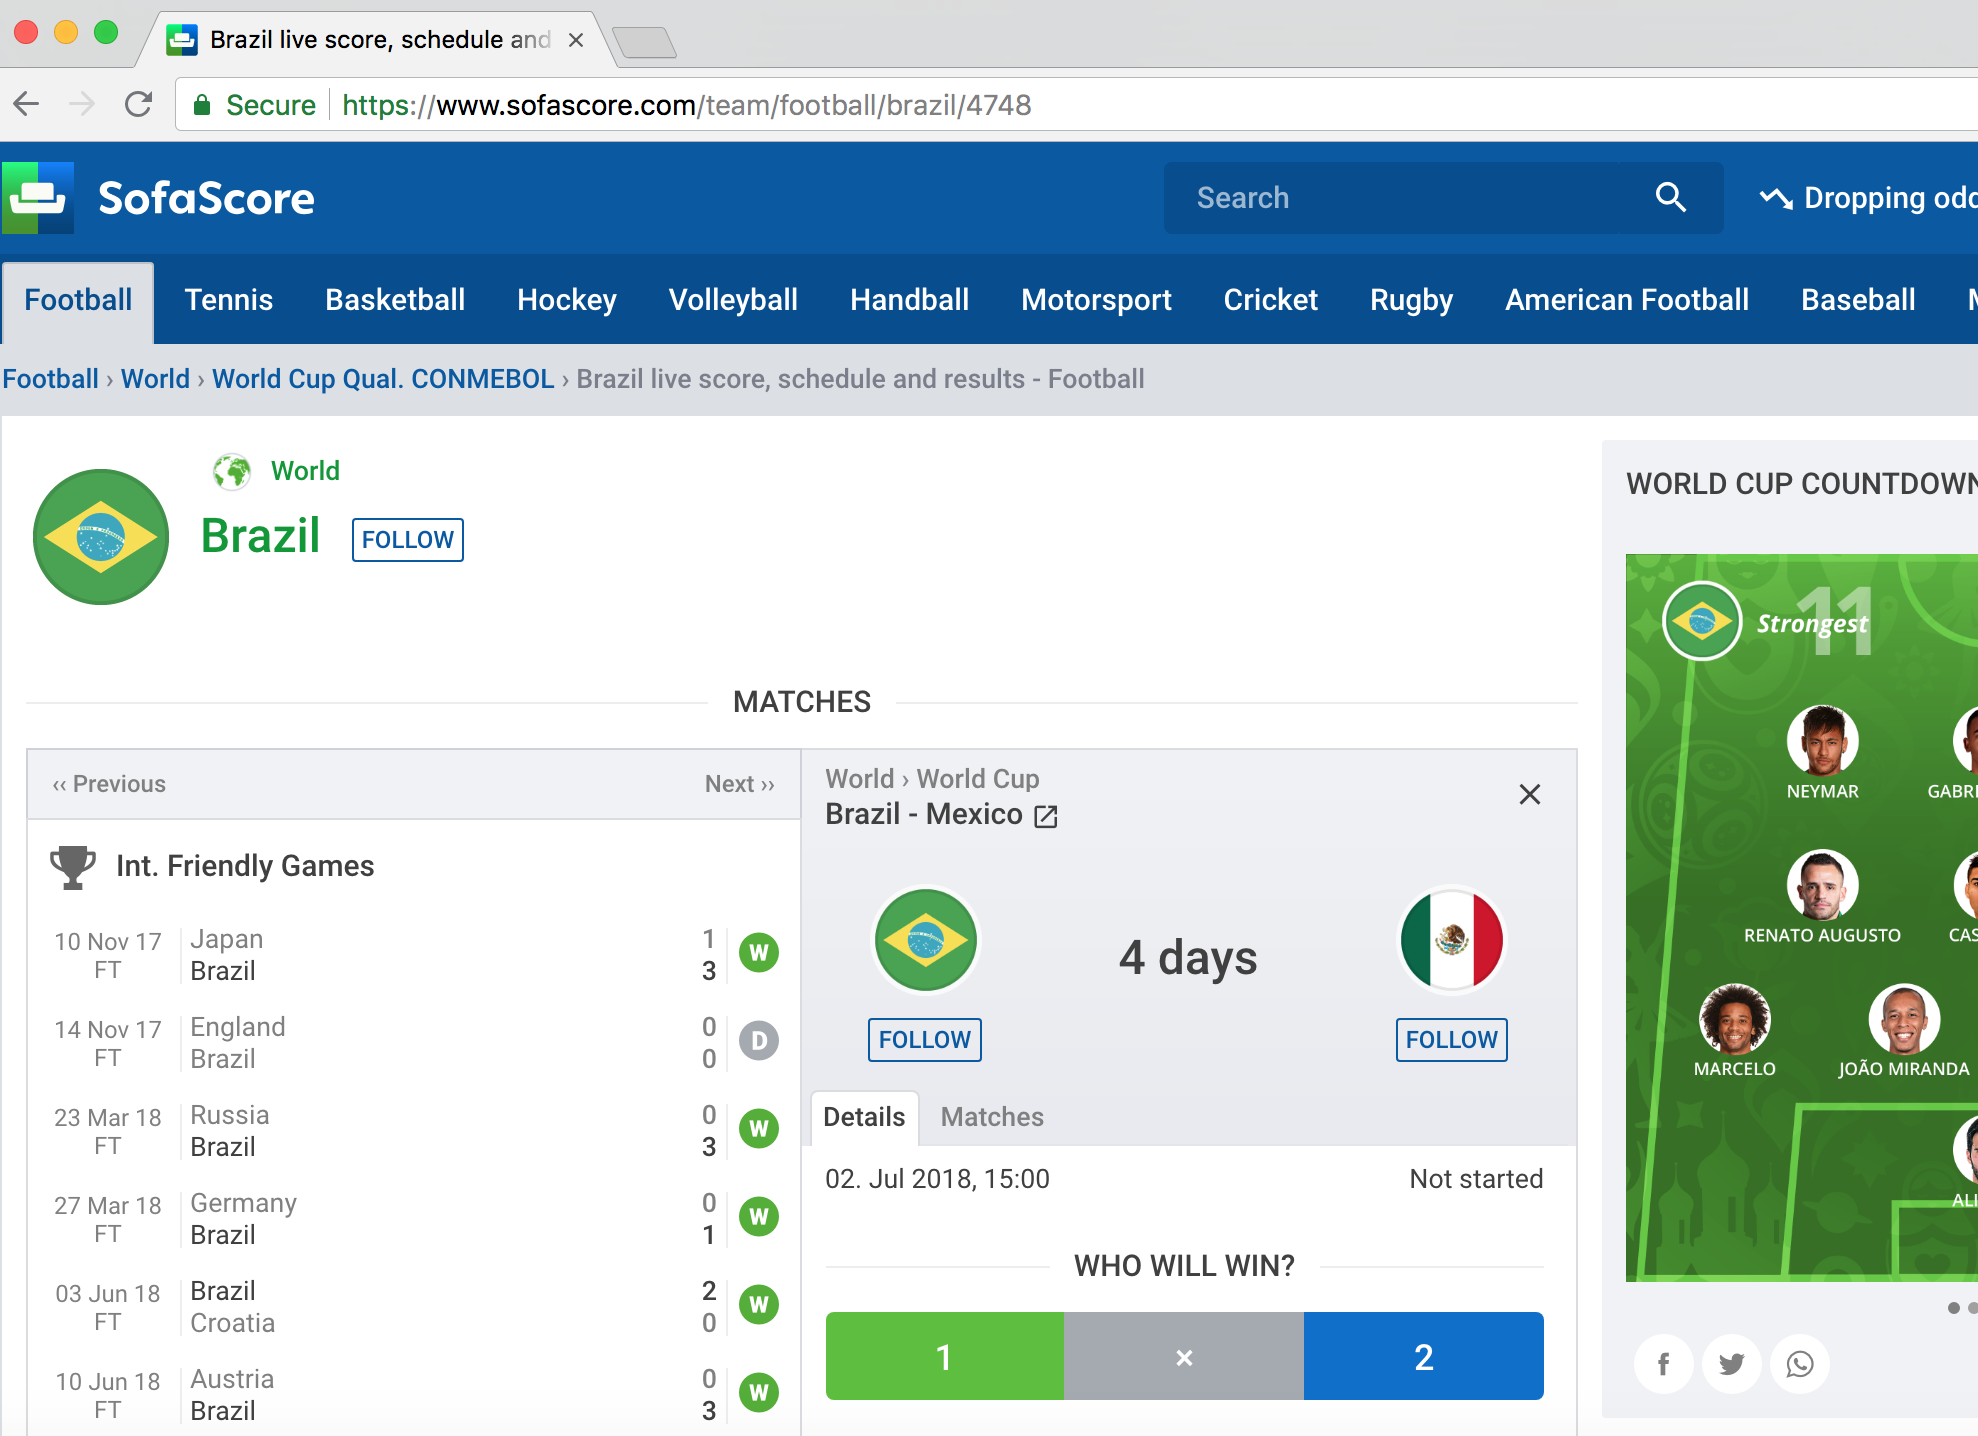 Brazil live score, schedule and
Secure https://www.sofascore.com/team/football/brazil/4748
SofaScore
Search
Dropping odd
Football Tennis Basketball Hockey Volleyball Handball Motorsport Cricket Rugby American Football Baseball M
Football › World › World Cup Qual. CONMEBOL › Brazil live score, schedule and results - Football
World
Brazil FOLLOW
MATCHES
‹‹ Previous Next ››
Int. Friendly Games
10 Nov 17 Japan 1
FT Brazil 3 W
14 Nov 17 England 0
FT Brazil 0 D
23 Mar 18 Russia 0
FT Brazil 3 W
27 Mar 18 Germany 0
FT Brazil 1 W
03 Jun 18 Brazil 2
FT Croatia 0 W
10 Jun 18 Austria 0
FT Brazil 3 W
World › World Cup
Brazil - Mexico
4 days
FOLLOW FOLLOW
Details Matches
02. Jul 2018, 15:00 Not started
WHO WILL WIN?
1 × 2
WORLD CUP COUNTDOWN
11
Strongest
NEYMAR GABRI
RENATO AUGUSTO CAS
MARCELO JOÃO MIRANDA
ALI